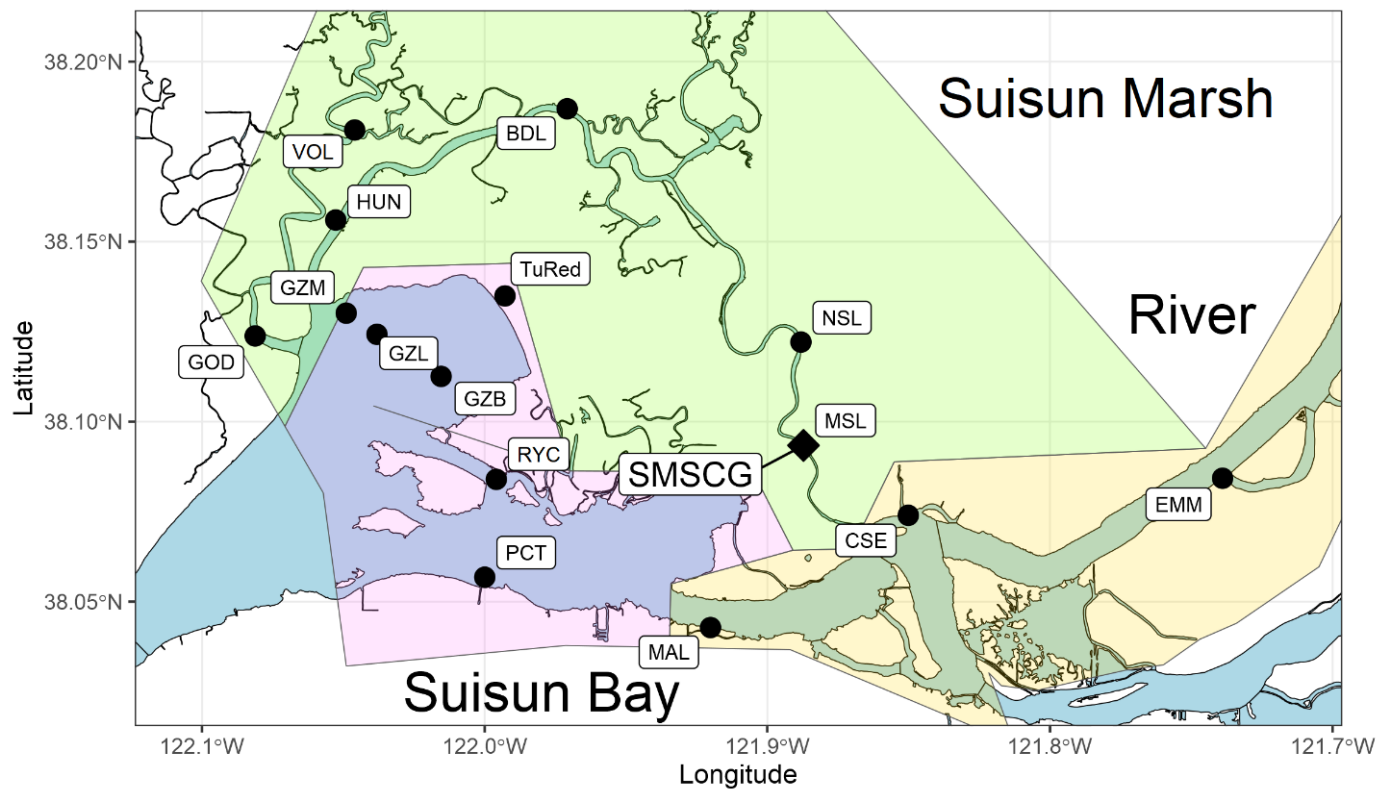 38.20°N
38.15°N
38.10°N
38.05°N
Latitude
Suisun Marsh
River
Suisun Bay
VOL
BDL
HUN
TuRed
GZM
NSL
GOD
GZL
GZB
MSL
RYC
SMSCG
EMM
CSE
PCT
MAL
122.1°W
122.0°W
121.9°W
121.8°W
121.7°W
Longitude